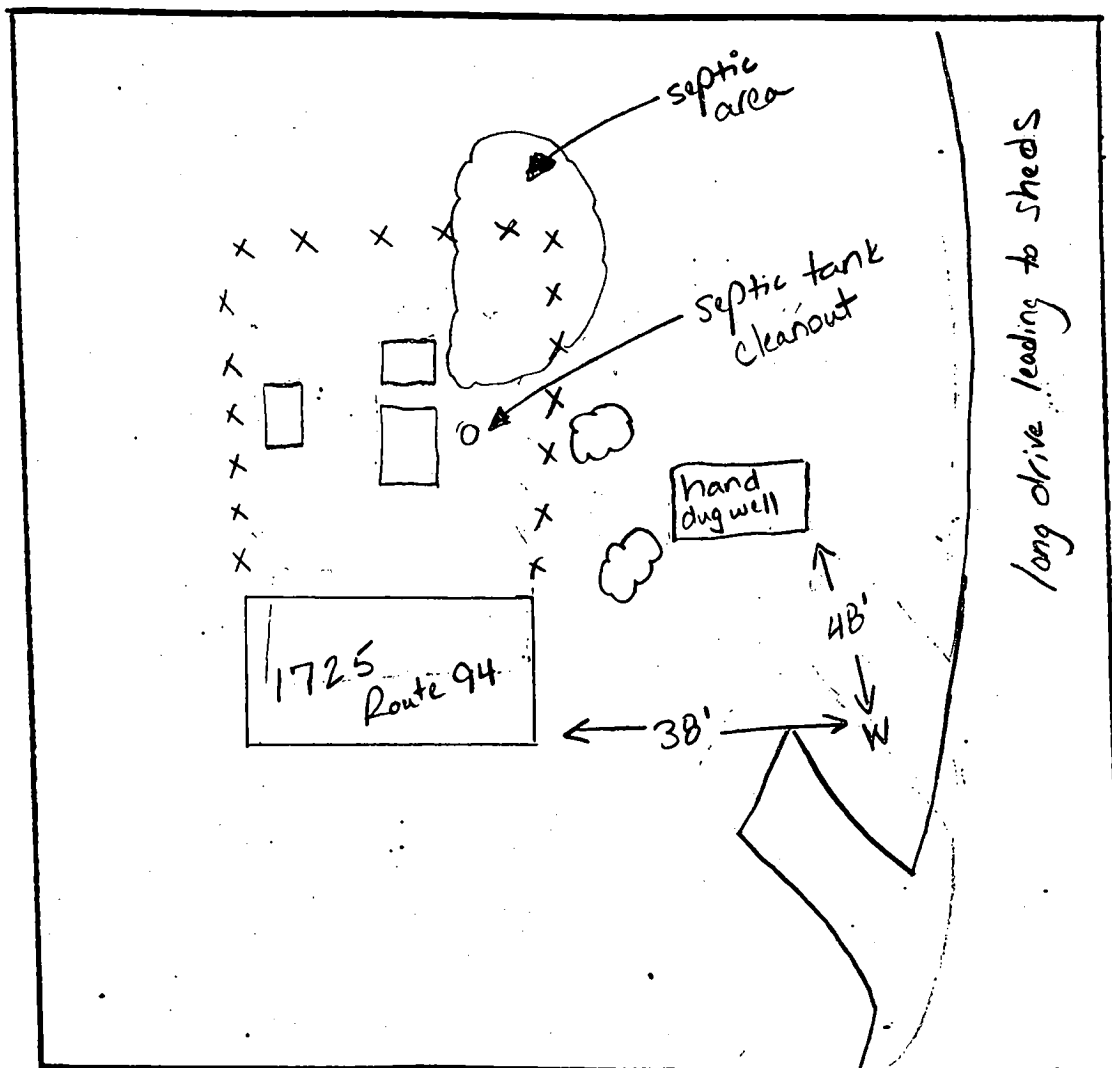 septic
area
long drive leading to sheds
septic tank
cleanout
hand
dug well
48'
1725
Route 94
38'
W